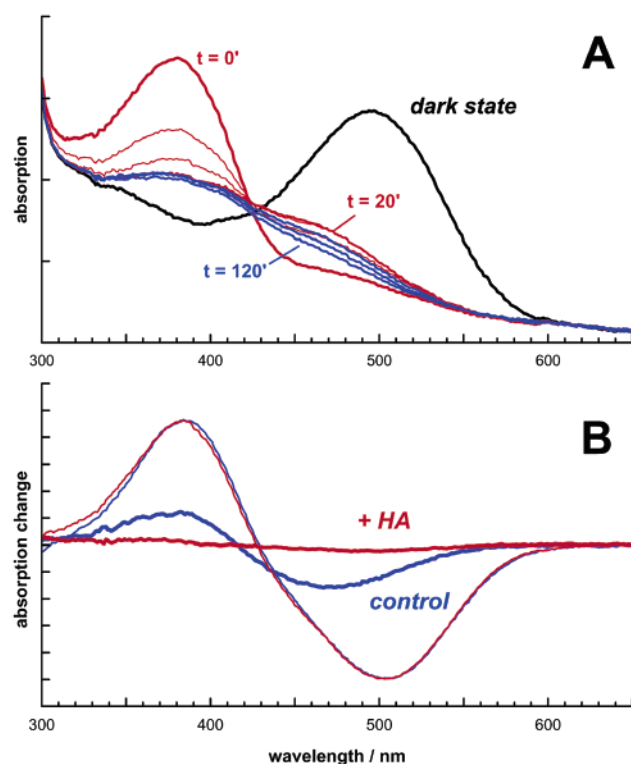 A
t = 0'
dark state
absorption
t = 20'
t = 120'
300 400 500 600
B
absorption change
+ HA
control
300 400 500 600
wavelength / nm